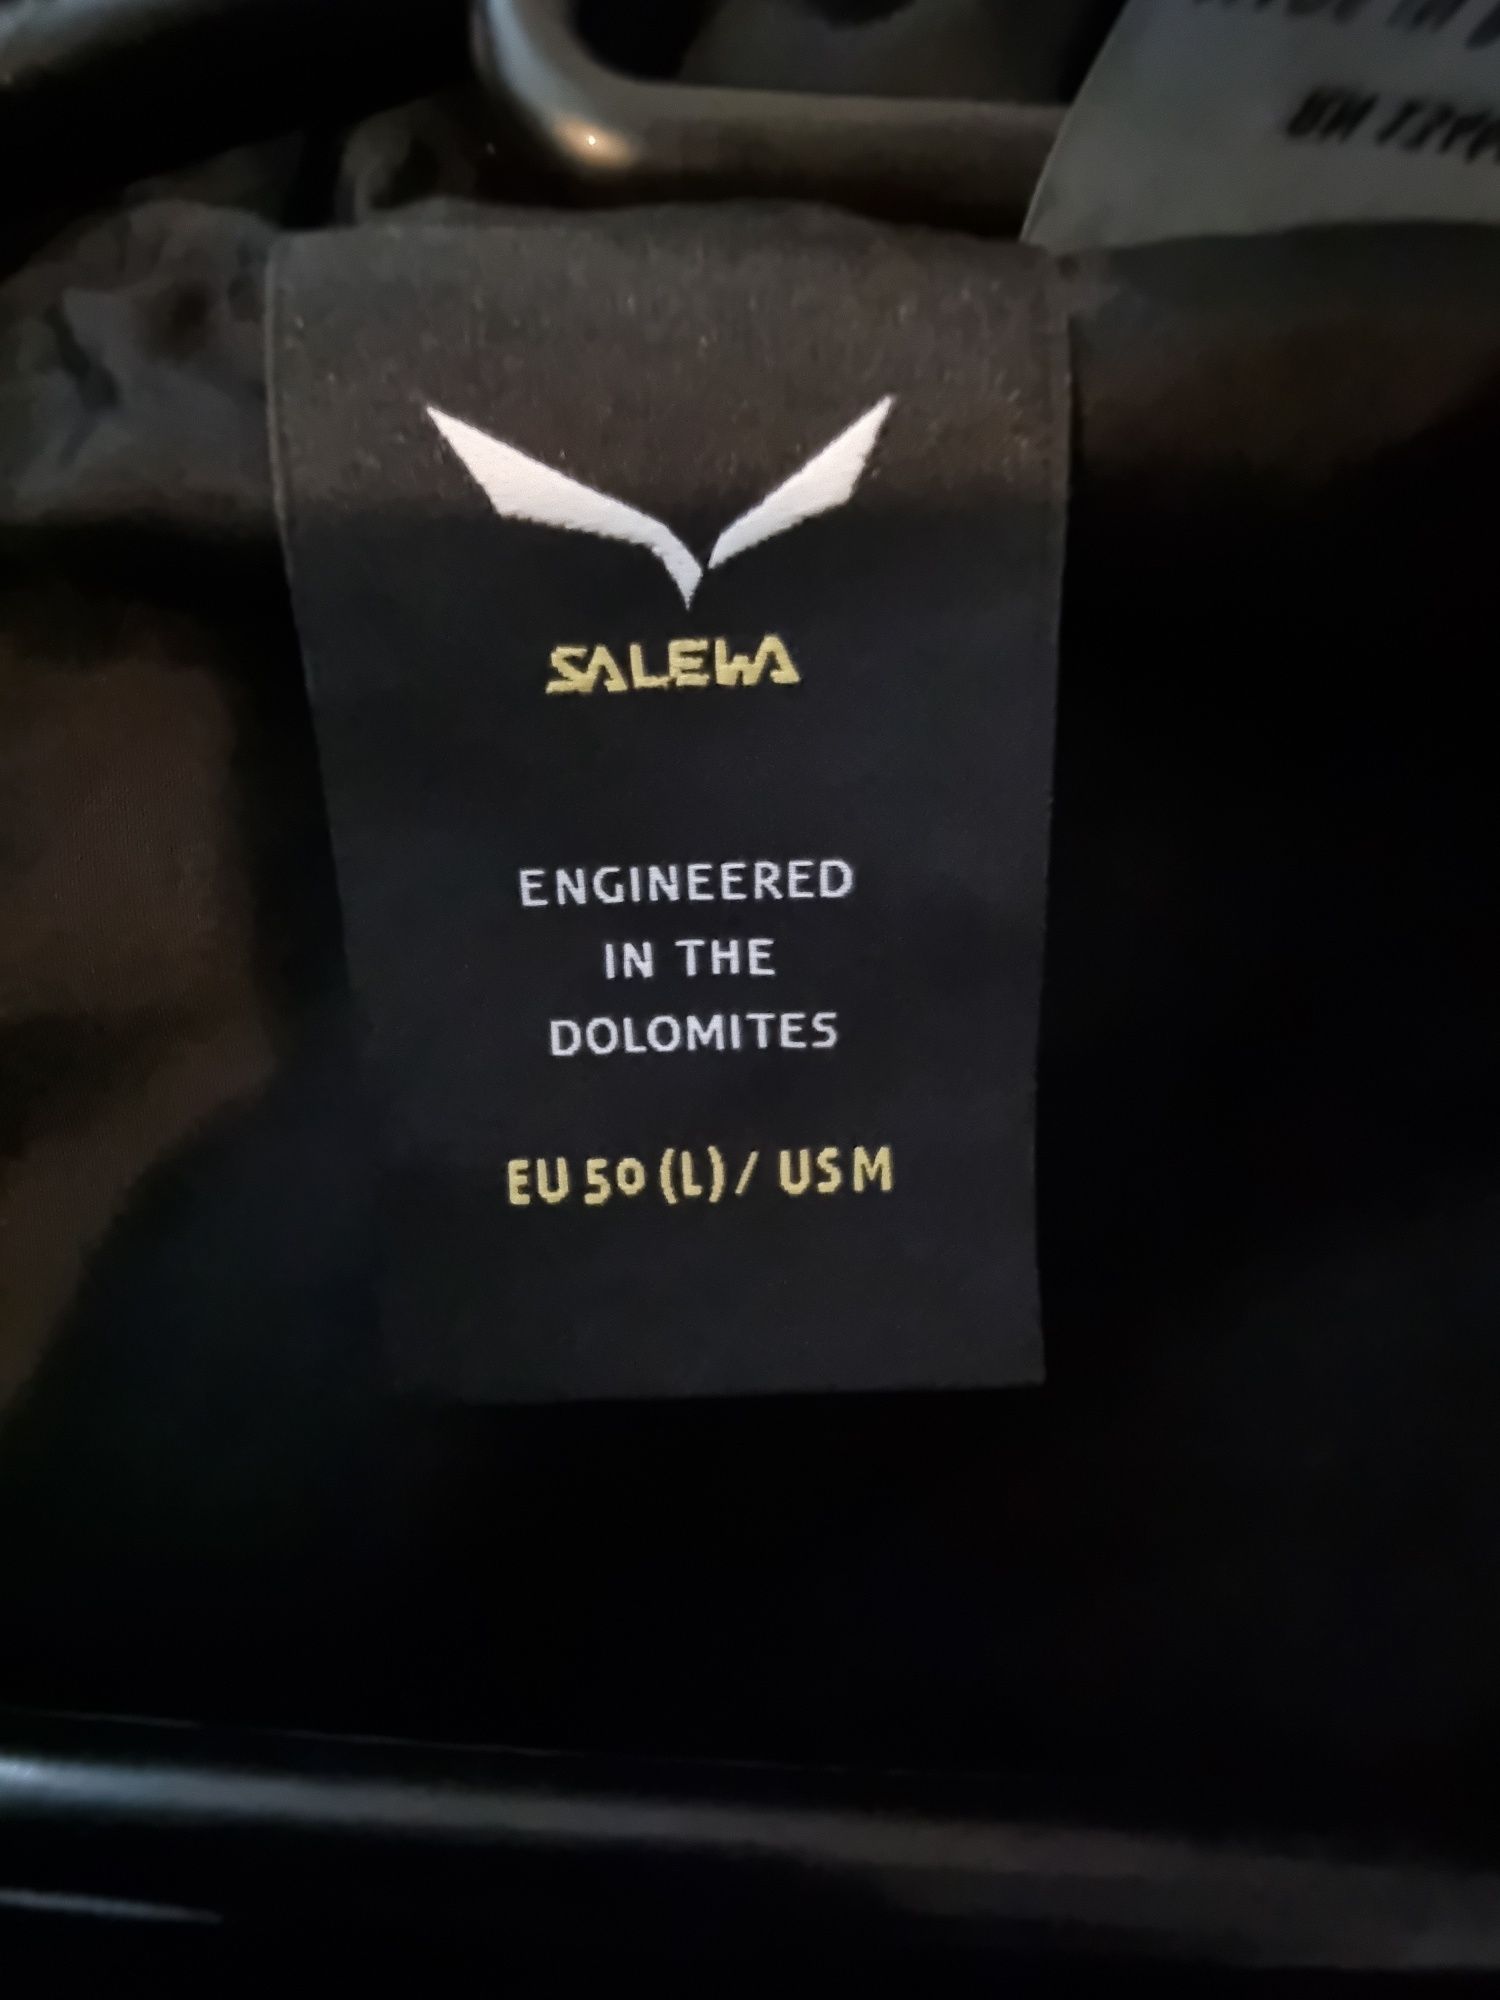 SALEWA
ENGINEERED
IN THE
DOLOMITES
EU 50 (L) / US M